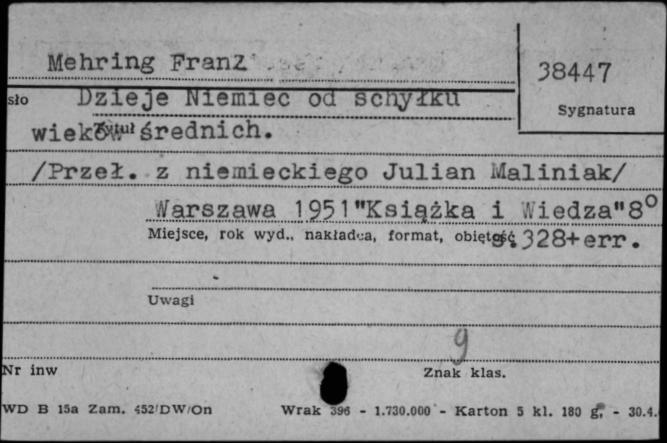 Mehring Franz
38447
sło Dzieje Niemiec od schyłku
Sygnatura
wieków Tytuł średnich.
/Przeł. z niemieckiego Julian Maliniak/
Warszawa 1951"Książka i Wiedza"8°
Miejsce, rok wyd., nakładca, format, objętość s.328+err.
Uwagi
9
Nr inw
Znak klas.
WD B 15a Zam. 452/DW/On Wrak 396 - 1.730.000 - Karton 5 kl. 180 g, - 30.4.